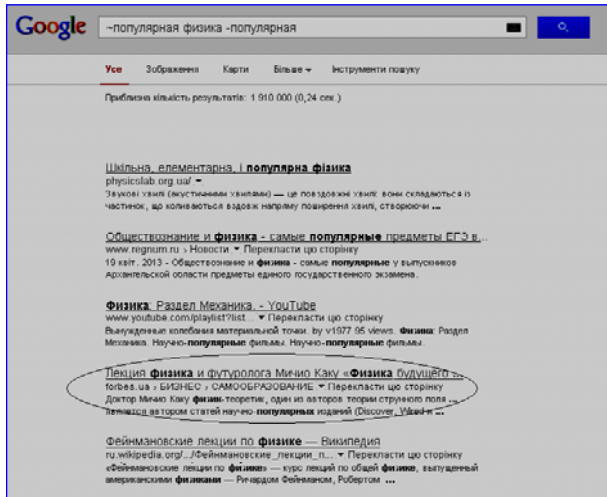 Google
~популярная физика -популярная
Усе Зображення Карти Більше Інструменти пошуку
Приблизна кількість результатів: 1 910 000 (0,24 сек.)
Шкільна, елементарна, і популярна фізика
physicslab.org.ua/
Звукові хвилі (акустичними хвилями) — це повздовжні хвилі: вони складаються із
частинок, що коливаються вздовж напряму поширення хвилі, створюючи ...
Обществознание и физика - самые популярные предметы ЕГЭ в...
www.regnum.ru › Новости Перекласти цю сторінку
19 квіт. 2013 - Обществознание и физика - самые популярные у выпускников
Архангельской области предметы единого государственного экзамена.
Физика: Раздел Механика. - YouTube
www.youtube.com/playlist?list... Перекласти цю сторінку
Вынужденные колебания материальной точки. by v1977 95 views. Физика: Раздел
Механика. Научно-популярные фильмы. Научно-популярные фильмы.
Лекция физика и футуролога Мичио Каку «Физика будущего ...
forbes.ua › БИЗНЕС › САМООБРАЗОВАНИЕ Перекласти цю сторінку
Доктор Мичио Каку физик-теоретик, один из авторов теории струнного поля ...
является автором статей научно-популярных изданий (Discover, Wired и ...
Фейнмановские лекции по физике — Википедия
ru.wikipedia.org/.../Фейнмановские_лекции_п... Перекласти цю сторінку
«Фейнмановские лекции по физике» — курс лекций по общей физике, выпущенный
американскими физиками — Ричардом Фейнманом, Робертом ...